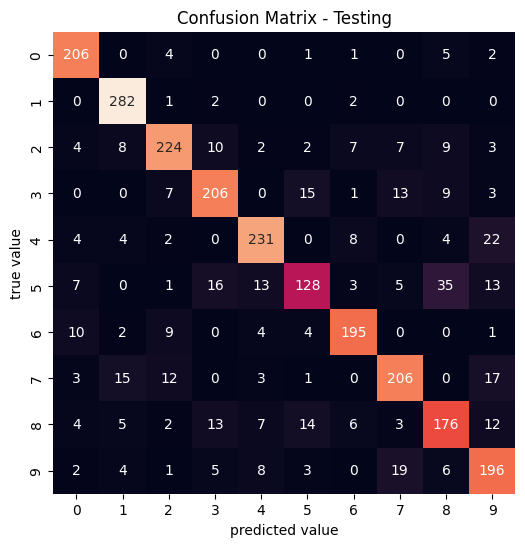 Confusion Matrix - Testing
0 206 0 4 0 0 1 1 0 5 2
1 0 282 1 2 0 0 2 0 0 0
2 4 8 224 10 2 2 7 7 9 3
3 0 0 7 206 0 15 1 13 9 3
4 4 4 2 0 231 0 8 0 4 22
5 7 0 1 16 13 128 3 5 35 13
6 10 2 9 0 4 4 195 0 0 1
7 3 15 12 0 3 1 0 206 0 17
8 4 5 2 13 7 14 6 3 176 12
9 2 4 1 5 8 3 0 19 6 196
0 1 2 3 4 5 6 7 8 9
predicted value
true value